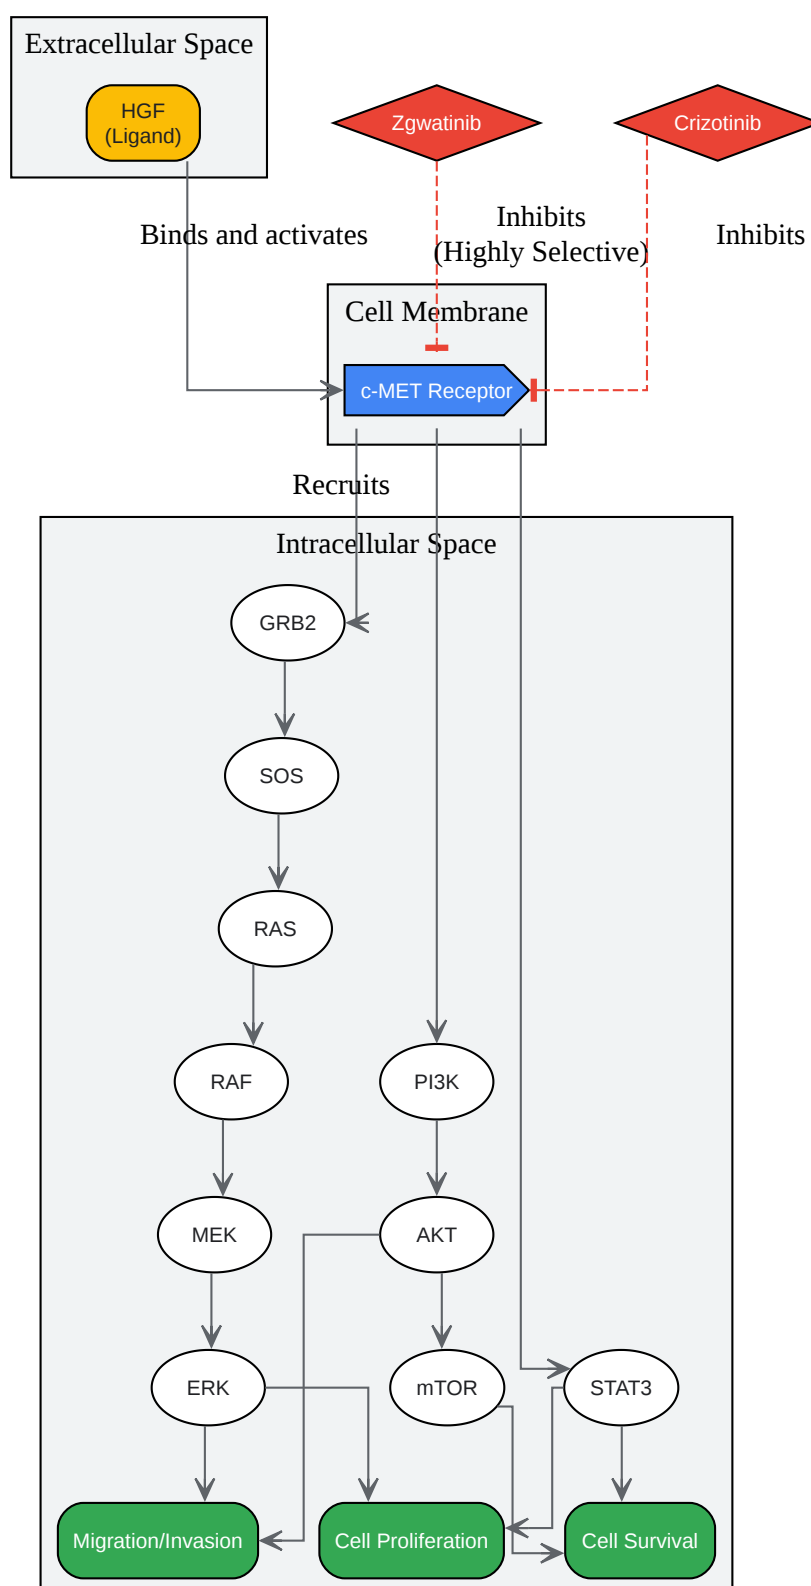 Extracellular Space
HGF
(Ligand)
Zgwatinib
Crizotinib
Binds and activates
Inhibits
(Highly Selective)
Inhibits
Cell Membrane
c-MET Receptor
Recruits
Intracellular Space
GRB2
SOS
RAS
RAF
PI3K
MEK
AKT
ERK
mTOR
STAT3
Migration/Invasion
Cell Proliferation
Cell Survival